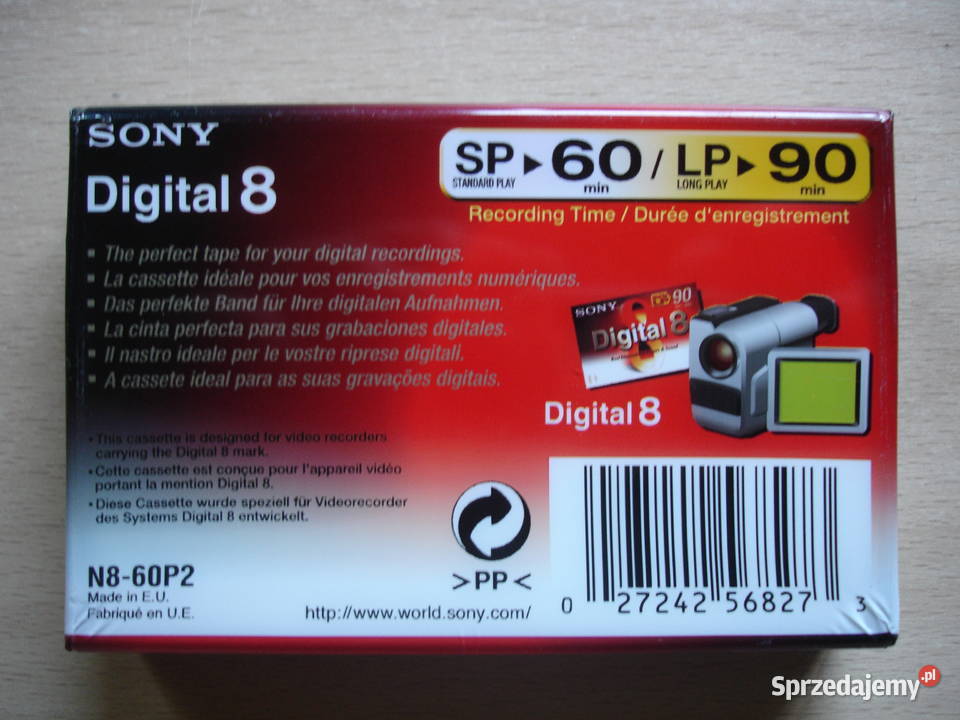 SONY
Digital 8
SP ▶ 60 / LP ▶ 90
STANDARD PLAY min LONG PLAY min
Recording Time / Durée d'enregistrement
▪ The perfect tape for your digital recordings.
▪ La cassette idéale pour vos enregistrements numériques.
▪ Das perfekte Band für Ihre digitalen Aufnahmen.
▪ La cinta perfecta para sus grabaciones digitales.
▪ Il nastro ideale per le vostre riprese digitali.
▪ A cassete ideal para as suas gravações digitais.
SONY 90
Digital 8
Digital 8
•This cassette is designed for video recorders
carrying the Digital 8 mark.
•Cette cassette est conçue pour l'appareil vidéo
portant la mention Digital 8.
•Diese Cassette wurde speziell für Videorecorder
des Systems Digital 8 entwickelt.
N8-60P2
Made in E.U.
Fabriqué en U.E.
http://www.world.sony.com/
>PP<
0 27242 56827 3
Sprzedajemy.pl